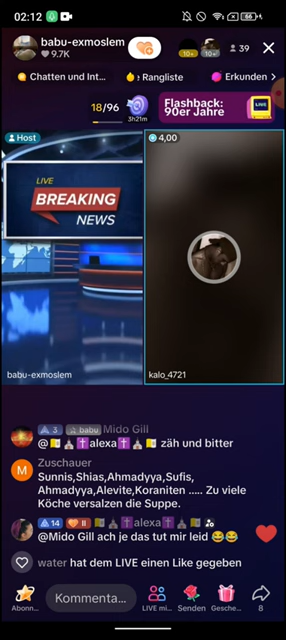 02:12
66
babu-exmoslem
9.7K
10+
10+
39
Chatten und Int...
Rangliste
Erkunden
18/96
3h21m
Flashback:
90er Jahre
LIVE
Host
4,00
LIVE
BREAKING
NEWS
babu-exmoslem
kalo_4721
3 babu Mido Gill
@🇻🇦⛪✝️alexa✝️⛪🇻🇦 zäh und bitter
M
Zuschauer
Sunnis,Shias,Ahmadyya,Sufis,
Ahmadyya,Alevite,Koraniten ..... Zu viele
Köche versalzen die Suppe.
14 II 🇻🇦⛪✝️alexa✝️⛪🇻🇦
@Mido Gill ach je das tut mir leid 😂😂
water hat dem LIVE einen Like gegeben
Abonn...
Kommenta...
LIVE mi...
Senden
Gesche...
8